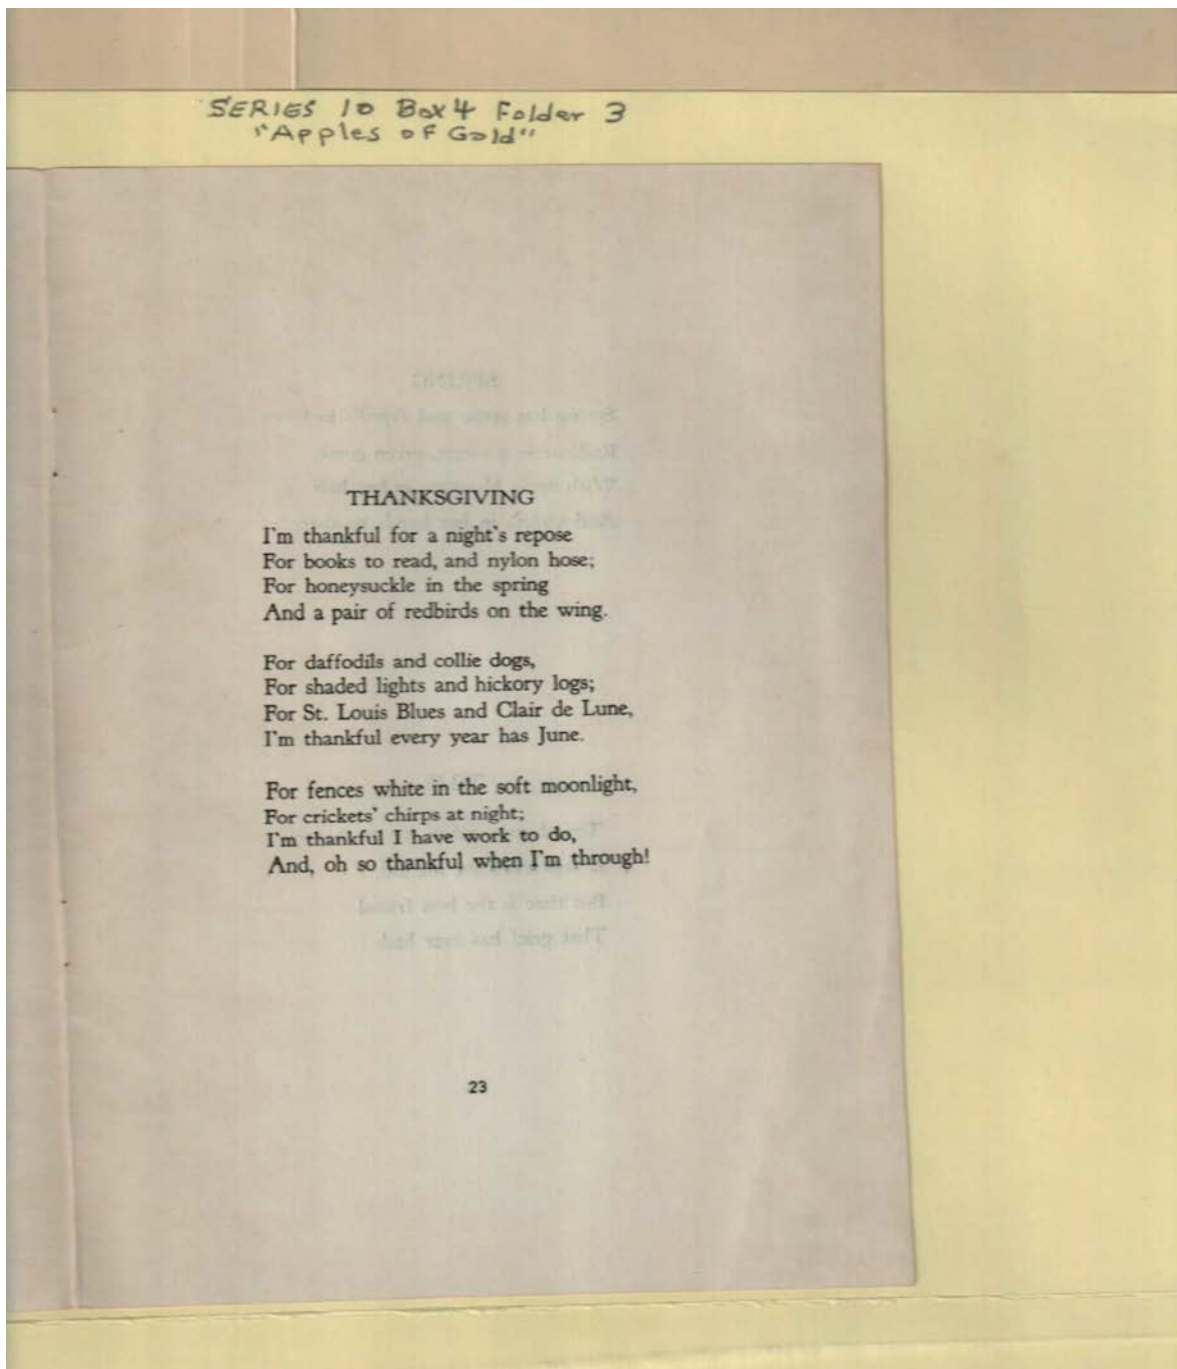 SERIES 10 Box 4 Folder 3
"Apples of Gold"
THANKSGIVING
I'm thankful for a night's repose
For books to read, and nylon hose;
For honeysuckle in the spring
And a pair of redbirds on the wing.
For daffodils and collie dogs,
For shaded lights and hickory logs;
For St. Louis Blues and Clair de Lune,
I'm thankful every year has June.
For fences white in the soft moonlight,
For crickets' chirps at night;
I'm thankful I have work to do,
And, oh so thankful when I'm through!
23